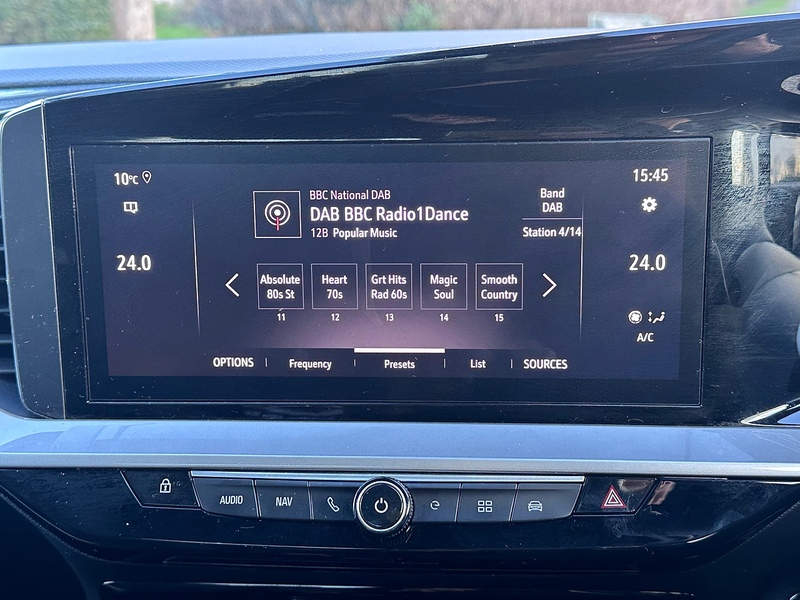 10°C
15:45
BBC National DAB
DAB BBC Radio1Dance
12B Popular Music
Band
DAB
Station 4/14
24.0
24.0
Absolute
80s St
Heart
70s
Grt Hits
Rad 60s
Magic
Soul
Smooth
Country
11
12
13
14
15
A/C
OPTIONS
Frequency
Presets
List
SOURCES
AUDIO
NAV